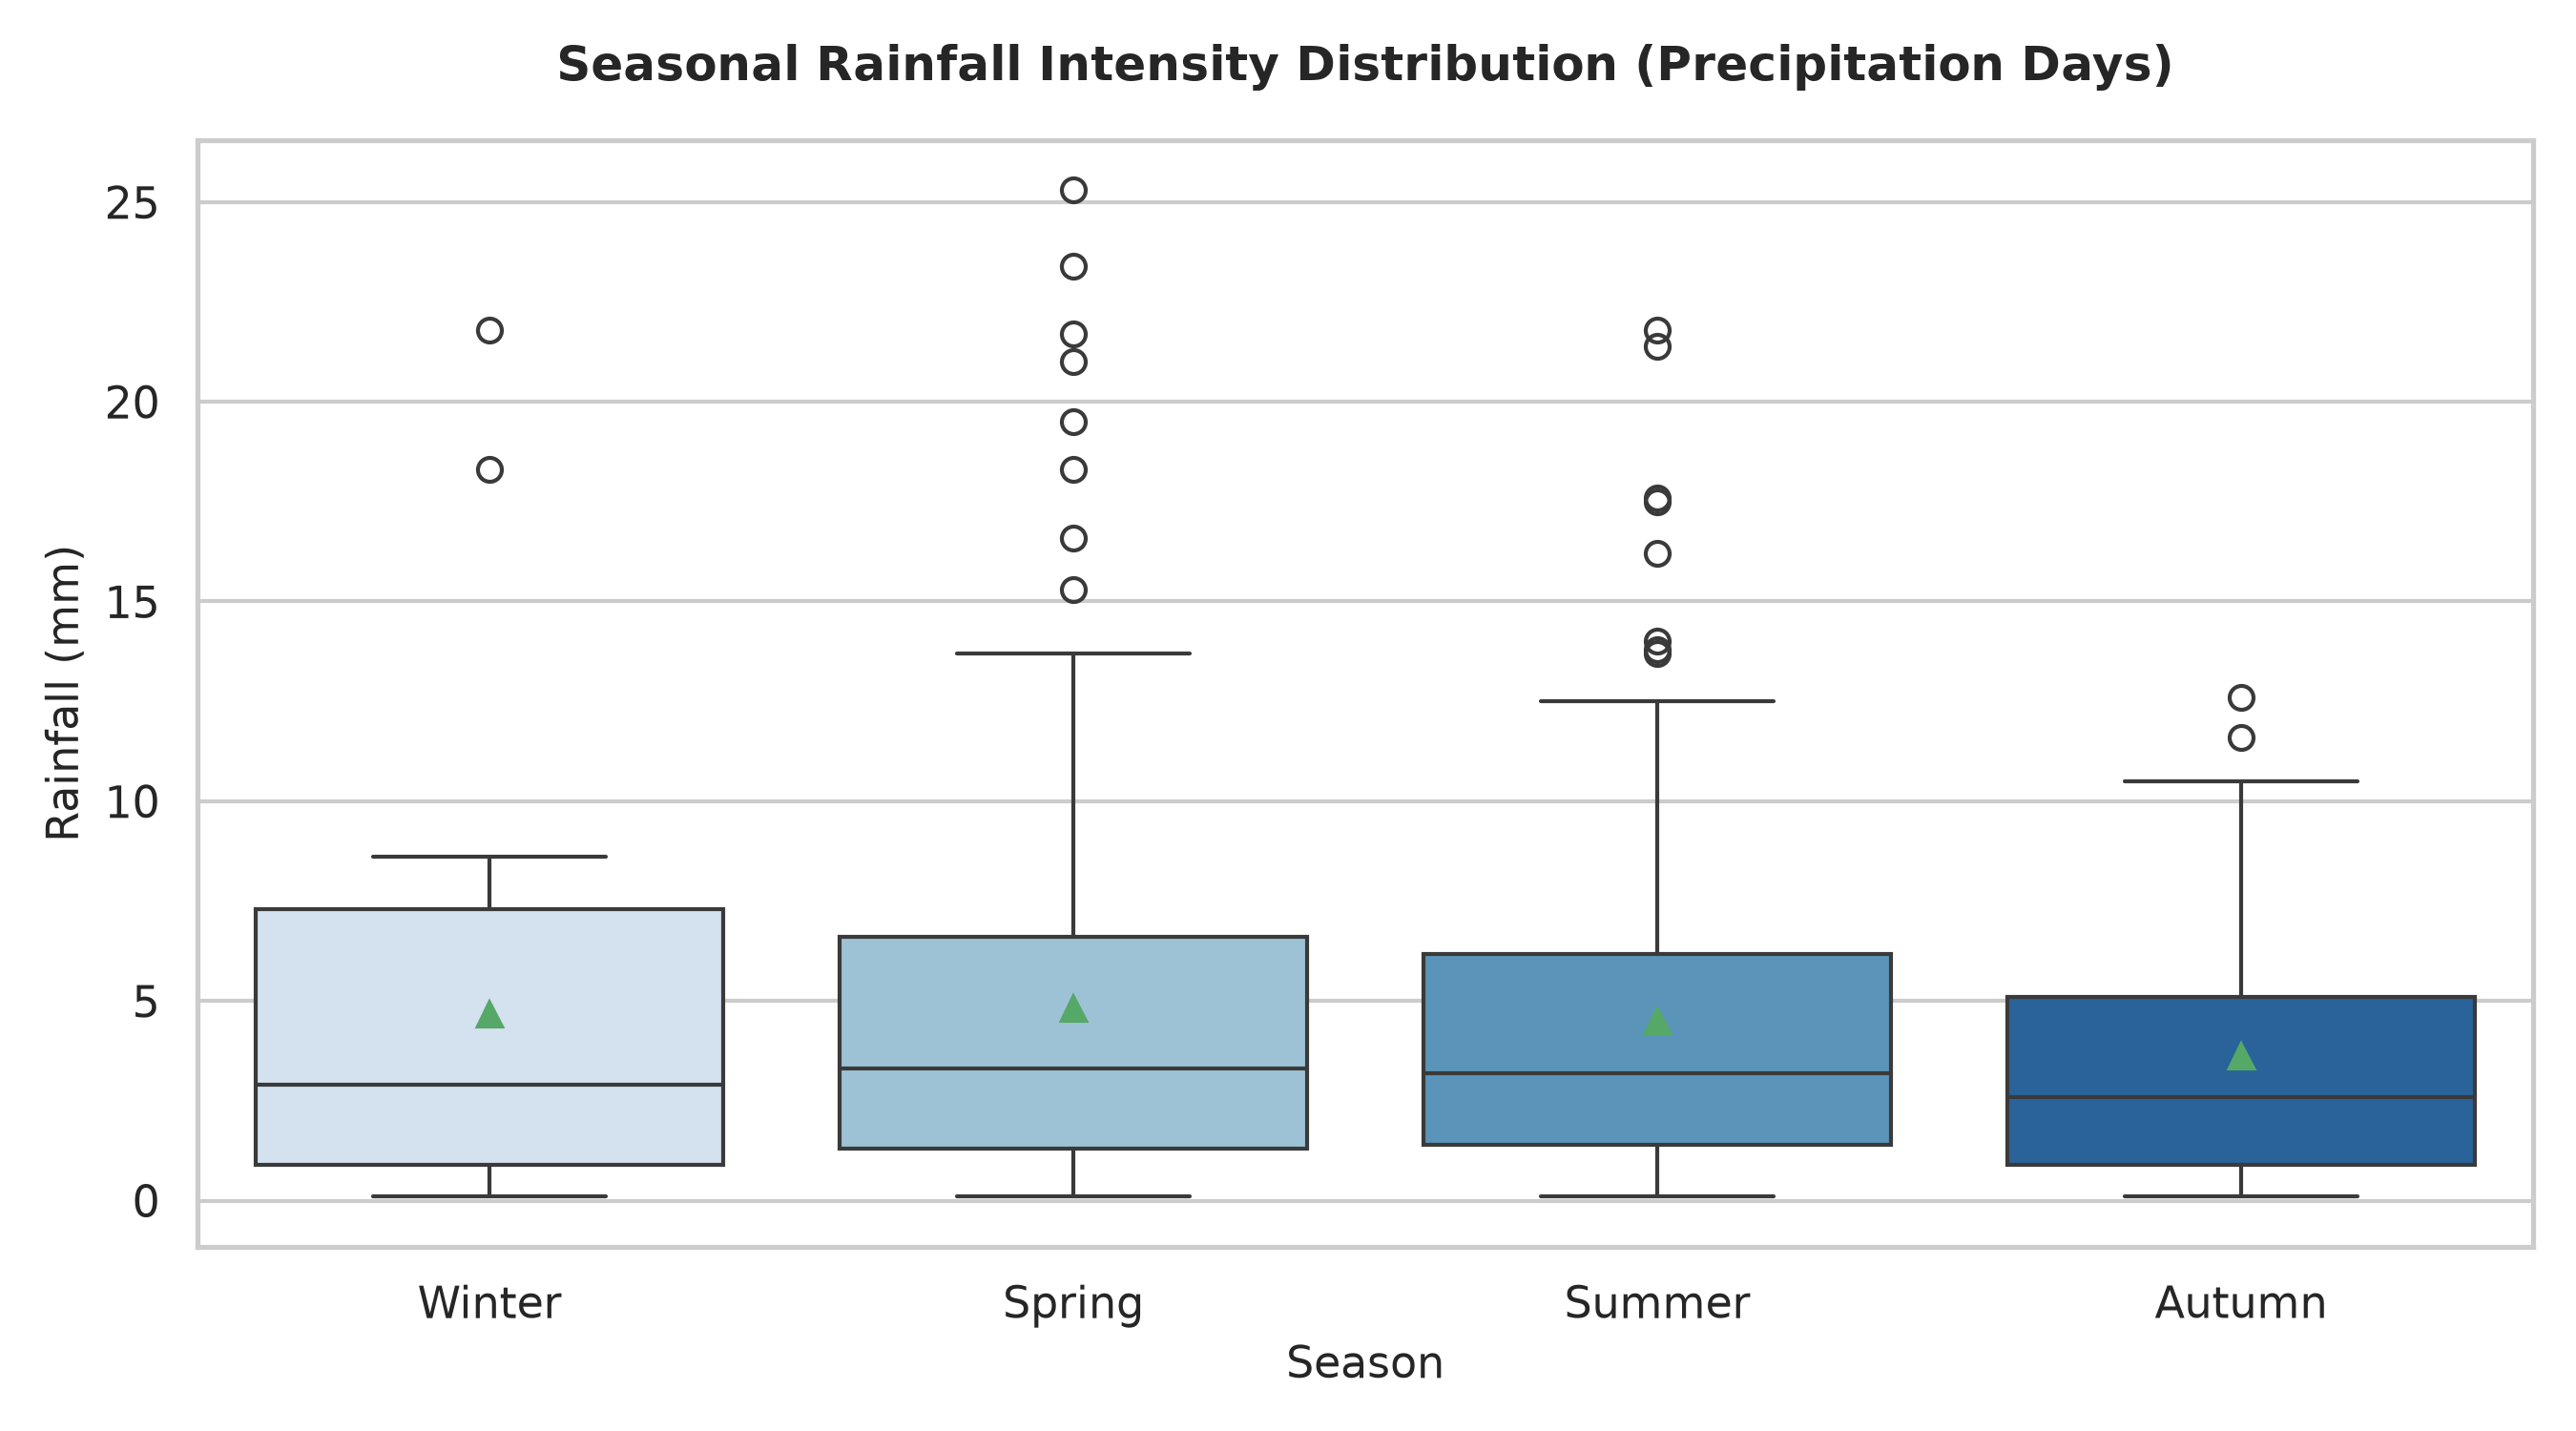 Seasonal Rainfall Intensity Distribution (Precipitation Days)
Rainfall (mm)
25
20
15
10
5
0
Winter Spring Summer Autumn
Season